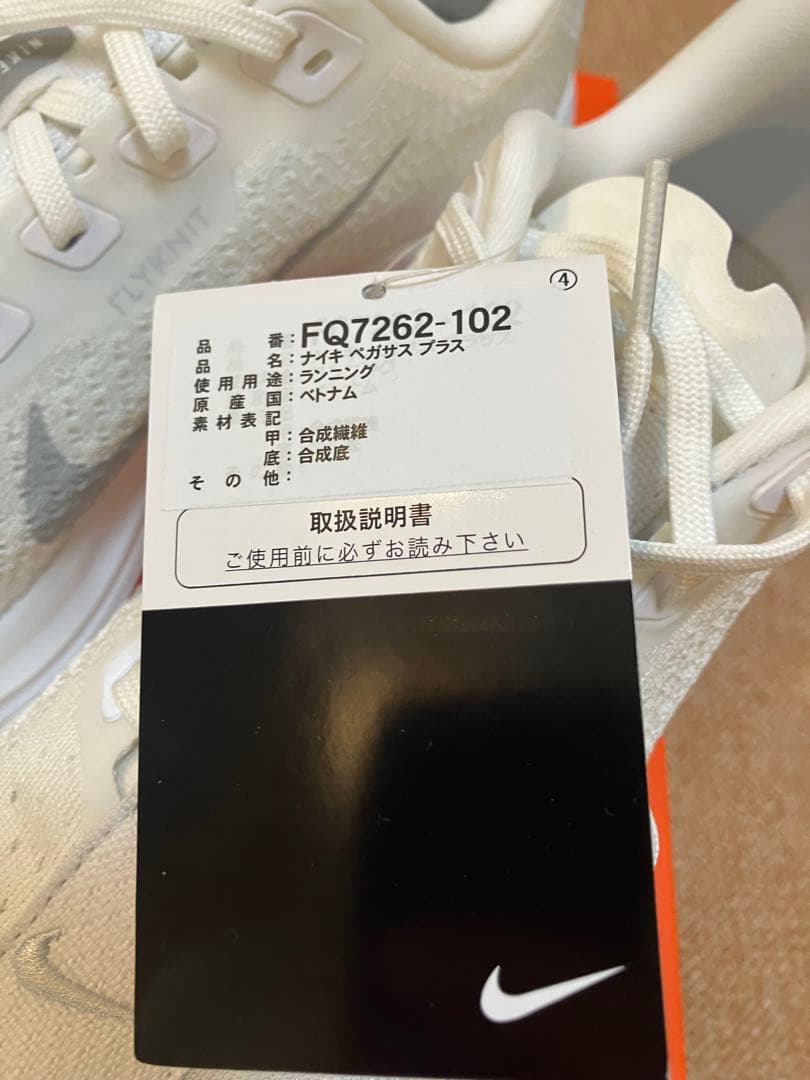 NIKE
FLYKNIT
④
品番：FQ7262-102
品名：ナイキ ペガサス プラス
使用用途：ランニング
原産国：ベトナム
素材表記
甲：合成繊維
底：合成底
その他：
取扱説明書
ご使用前に必ずお読み下さい